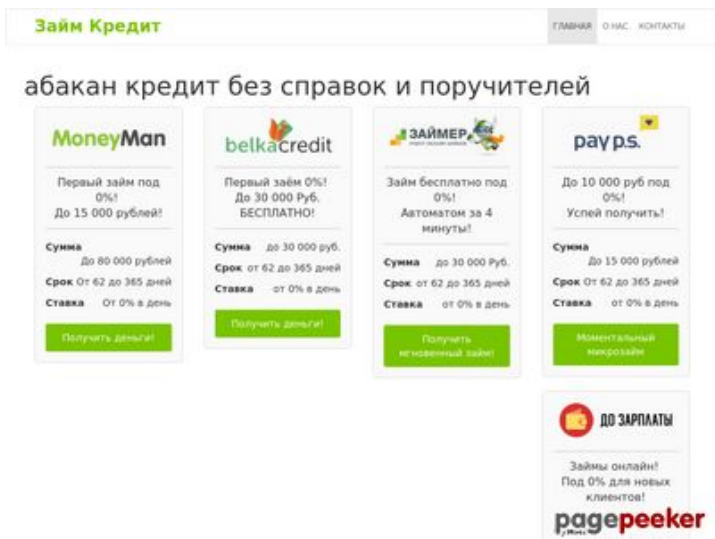 Займ Кредит
ГЛАВНАЯ О НАС КОНТАКТЫ
абакан кредит без справок и поручителей
MoneyMan
Первый займ под
0%!
До 15 000 рублей!
Сумма
До 80 000 рублей
Срок От 62 до 365 дней
Ставка От 0% в день
Получить деньги!
belkacredit
Первый заём 0%!
До 30 000 Руб.
БЕСПЛАТНО!
Сумма до 30 000 руб.
Срок от 62 до 365 дней
Ставка от 0% в день
Получить деньги!
ЗАЙМЕР
Займ бесплатно под
0%!
Автоматом за 4
минуты!
Сумма до 30 000 Руб.
Срок от 62 до 365 дней
Ставка от 0% в день
Получить
мгновенный займ!
pay p.s.
До 10 000 руб под
0%!
Успей получить!
Сумма
До 15 000 рублей
Срок От 62 до 365 дней
Ставка от 0% в день
Моментальный
микрозайм
ДО ЗАРПЛАТЫ
Займы онлайн!
Под 0% для новых
клиентов!
pagepeeker